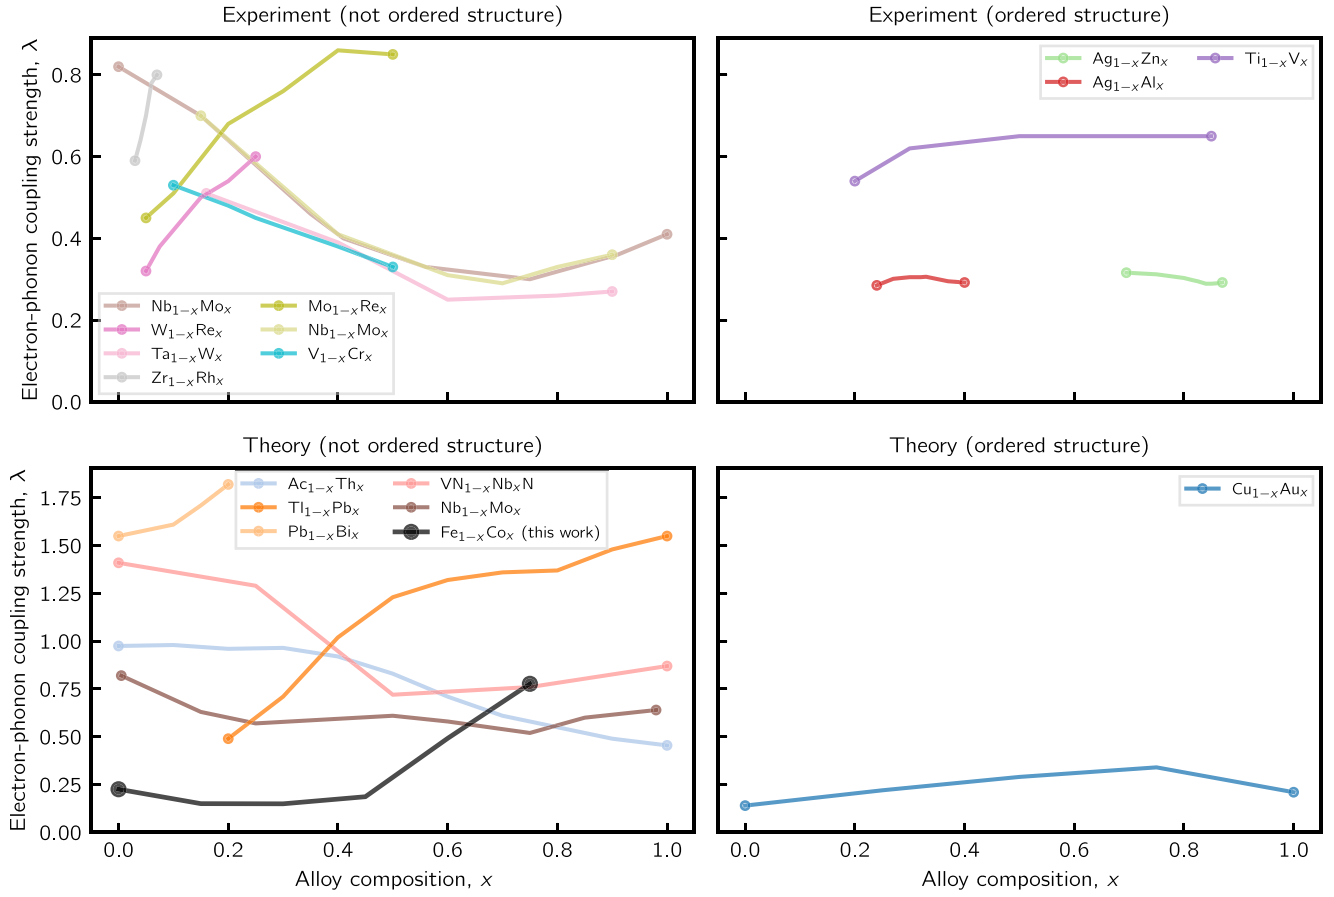 Experiment (not ordered structure)
Experiment (ordered structure)
Electron-phonon coupling strength, λ
0.8
0.6
0.4
0.2
0.0
Nb₁₋ₓMoₓ
W₁₋ₓReₓ
Ta₁₋ₓWₓ
Zr₁₋ₓRhₓ
Mo₁₋ₓReₓ
Nb₁₋ₓMoₓ
V₁₋ₓCrₓ
Ag₁₋ₓZnₓ
Ag₁₋ₓAlₓ
Ti₁₋ₓVₓ
Theory (not ordered structure)
Theory (ordered structure)
Electron-phonon coupling strength, λ
1.75
1.50
1.25
1.00
0.75
0.50
0.25
0.00
Ac₁₋ₓThₓ
Tl₁₋ₓPbₓ
Pb₁₋ₓBiₓ
VN₁₋ₓNbₓN
Nb₁₋ₓMoₓ
Fe₁₋ₓCoₓ (this work)
Cu₁₋ₓAuₓ
0.0 0.2 0.4 0.6 0.8 1.0
0.0 0.2 0.4 0.6 0.8 1.0
Alloy composition, x
Alloy composition, x